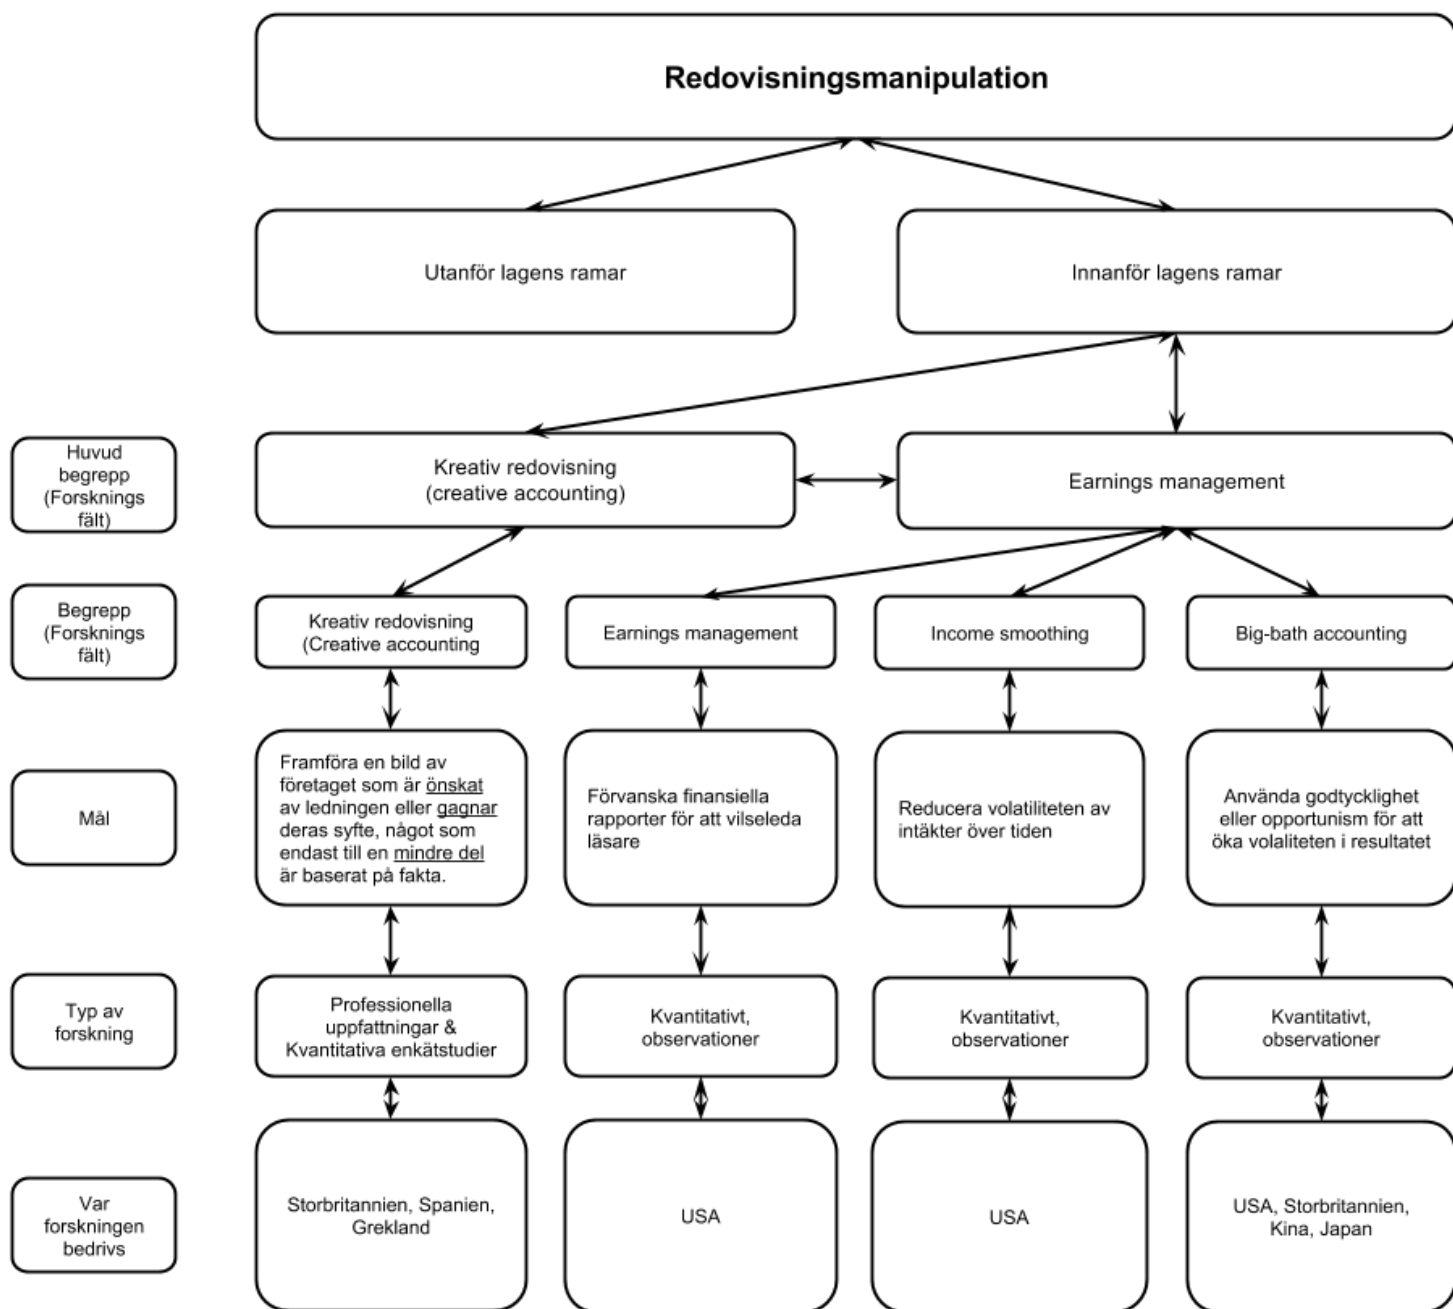 Redovisningsmanipulation
Utanför lagens ramar
Innanför lagens ramar
Huvud
begrepp
(Forsknings
fält)
Kreativ redovisning
(creative accounting)
Earnings management
Begrepp
(Forsknings
fält)
Kreativ redovisning
(Creative accounting
Earnings management
Income smoothing
Big-bath accounting
Mål
Framföra en bild av
företaget som är önskat
av ledningen eller gagnar
deras syfte, något som
endast till en mindre del
är baserat på fakta.
Förvanska finansiella
rapporter för att vilseleda
läsare
Reducera volatiliteten av
intäkter över tiden
Använda godtycklighet
eller opportunism för att
öka volaliteten i resultatet
Typ av
forskning
Professionella
uppfattningar &
Kvantitativa enkätstudier
Kvantitativt,
observationer
Kvantitativt,
observationer
Kvantitativt,
observationer
Var
forskningen
bedrivs
Storbritannien, Spanien,
Grekland
USA
USA
USA, Storbritannien,
Kina, Japan